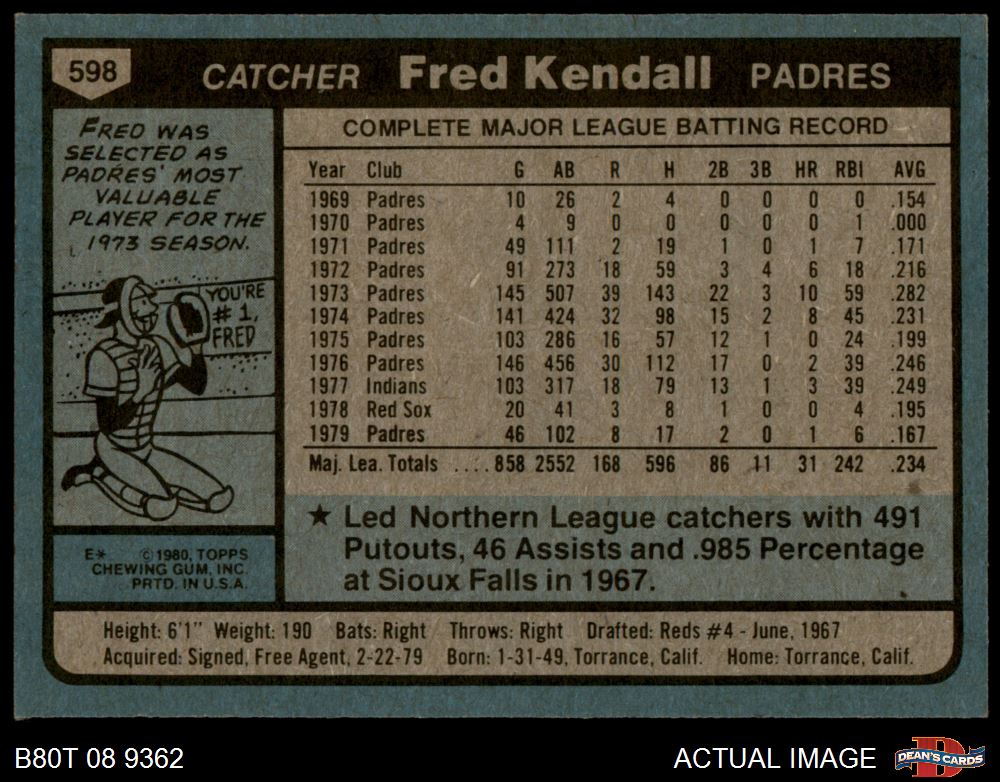 598 CATCHER Fred Kendall PADRES
FRED WAS
SELECTED AS
PADRES' MOST
VALUABLE
PLAYER FOR THE
1973 SEASON.
YOU'RE
# 1,
FRED
E* © 1980, TOPPS
CHEWING GUM, INC.
PRTD. IN U.S.A.
COMPLETE MAJOR LEAGUE BATTING RECORD
Year Club G AB R H 2B 3B HR RBI AVG
1969 Padres 10 26 2 4 0 0 0 0 .154
1970 Padres 4 9 0 0 0 0 0 1 .000
1971 Padres 49 111 2 19 1 0 1 7 .171
1972 Padres 91 273 18 59 3 4 6 18 .216
1973 Padres 145 507 39 143 22 3 10 59 .282
1974 Padres 141 424 32 98 15 2 8 45 .231
1975 Padres 103 286 16 57 12 1 0 24 .199
1976 Padres 146 456 30 112 17 0 2 39 .246
1977 Indians 103 317 18 79 13 1 3 39 .249
1978 Red Sox 20 41 3 8 1 0 0 4 .195
1979 Padres 46 102 8 17 2 0 1 6 .167
Maj. Lea. Totals ....858 2552 168 596 86 11 31 242 .234
★ Led Northern League catchers with 491
Putouts, 46 Assists and .985 Percentage
at Sioux Falls in 1967.
Height: 6'1" Weight: 190 Bats: Right Throws: Right Drafted: Reds #4 - June, 1967
Acquired: Signed, Free Agent, 2-22-79 Born: 1-31-49, Torrance, Calif. Home: Torrance, Calif.
B80T 08 9362 ACTUAL IMAGE D DEAN'S CARDS